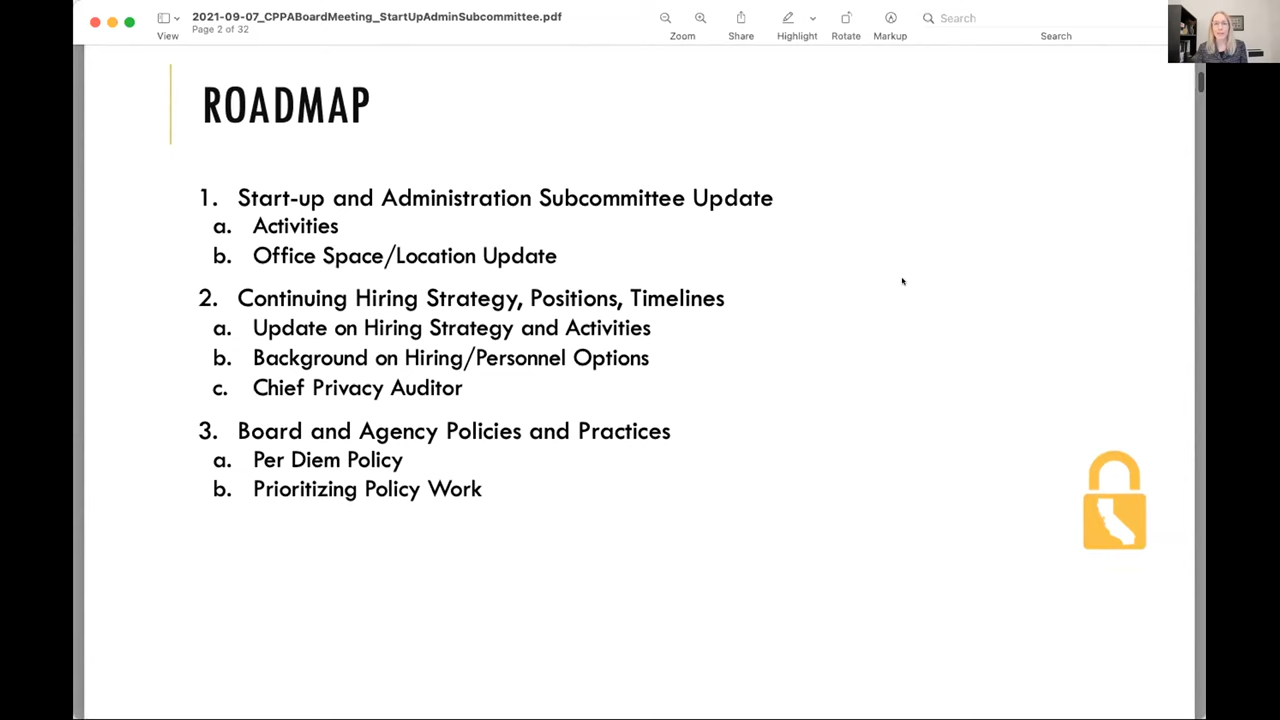 2021-09-07_CPPABoardMeeting_StartUpAdminSubcommittee.pdf
Page 2 of 32
View
Zoom
Share
Highlight
Rotate
Markup
Search
Search
ROADMAP
1. Start-up and Administration Subcommittee Update
a. Activities
b. Office Space/Location Update
2. Continuing Hiring Strategy, Positions, Timelines
a. Update on Hiring Strategy and Activities
b. Background on Hiring/Personnel Options
c. Chief Privacy Auditor
3. Board and Agency Policies and Practices
a. Per Diem Policy
b. Prioritizing Policy Work